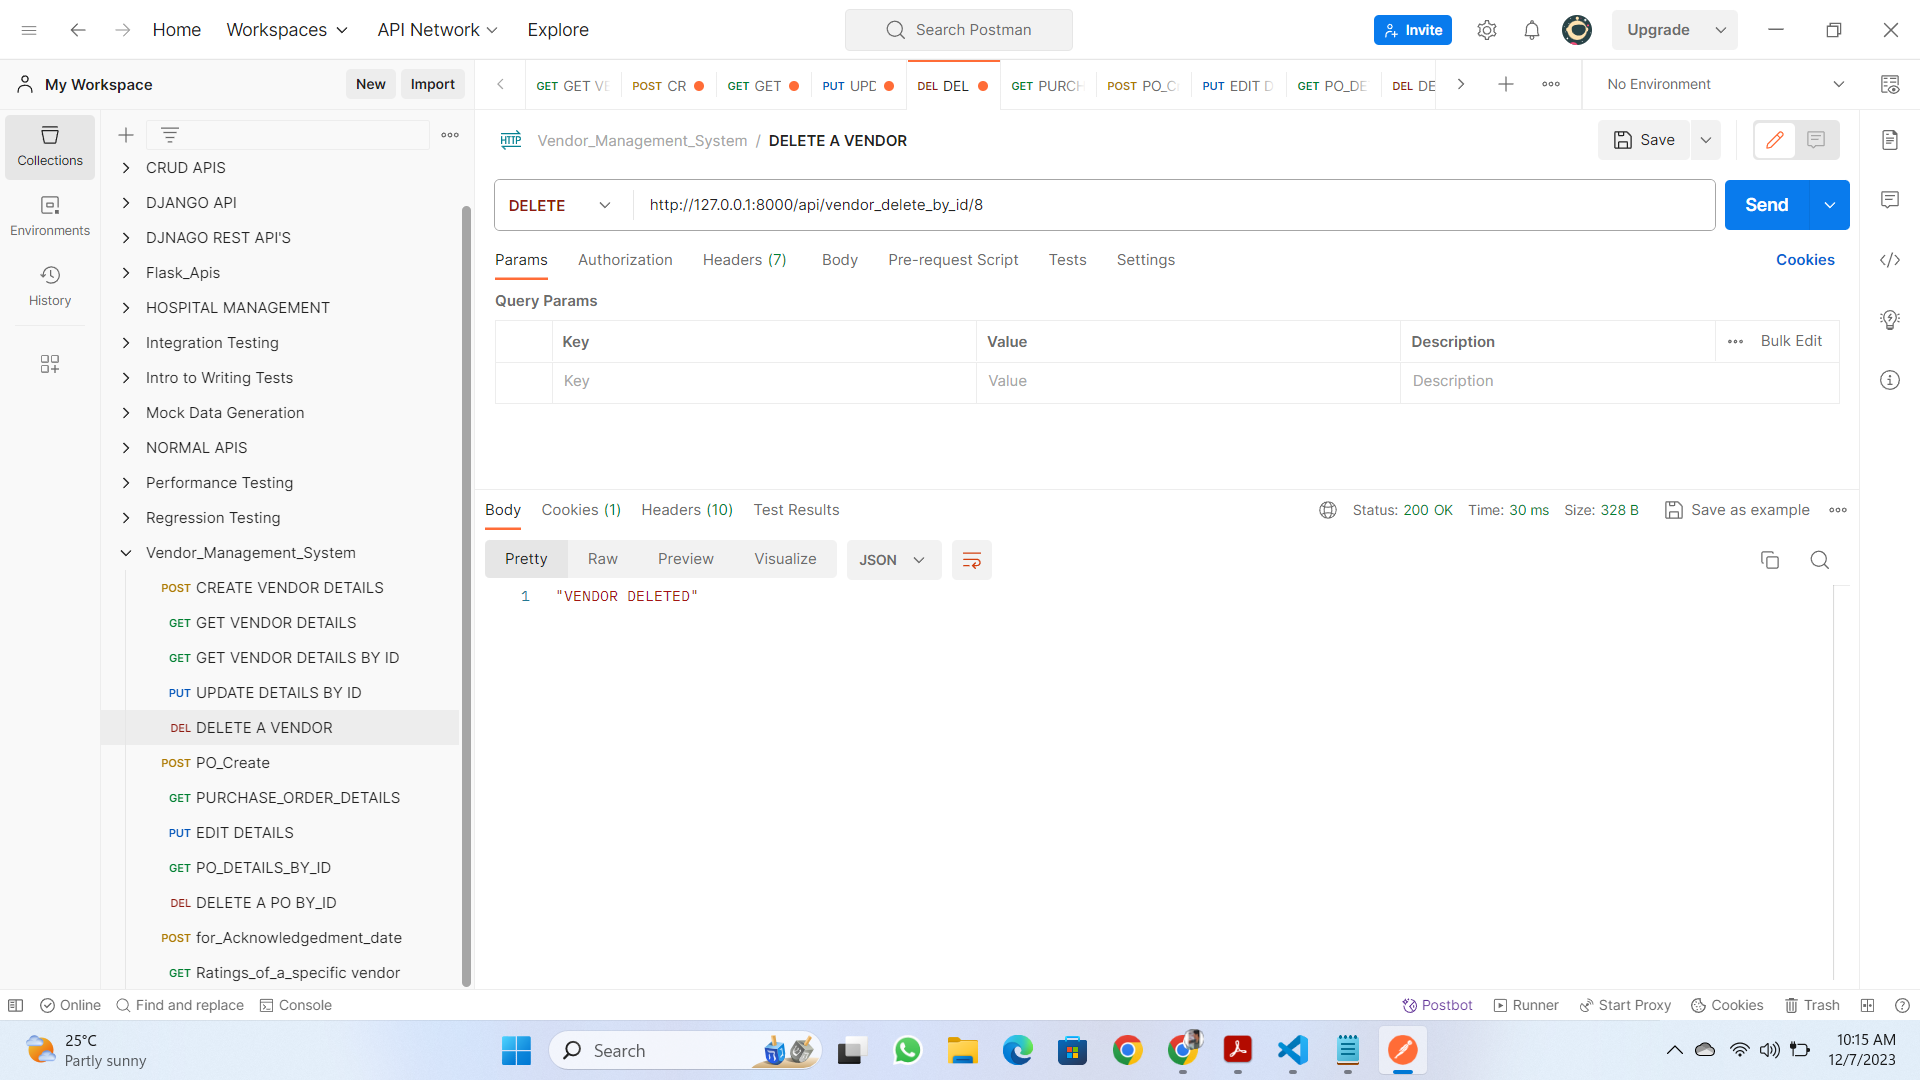 Home
Workspaces
API Network
Explore
Search Postman
Invite
Upgrade
My Workspace
New
Import
GET GET VE
POST CR
GET GET
PUT UPD
DEL DEL
GET PURCH
POST PO_C
PUT EDIT D
GET PO_DE
DEL DE
No Environment
Collections
Environments
History
CRUD APIS
DJANGO API
DJNAGO REST API'S
Flask_Apis
HOSPITAL MANAGEMENT
Integration Testing
Intro to Writing Tests
Mock Data Generation
NORMAL APIS
Performance Testing
Regression Testing
Vendor_Management_System
POST CREATE VENDOR DETAILS
GET GET VENDOR DETAILS
GET GET VENDOR DETAILS BY ID
PUT UPDATE DETAILS BY ID
DEL DELETE A VENDOR
POST PO_Create
GET PURCHASE_ORDER_DETAILS
PUT EDIT DETAILS
GET PO_DETAILS_BY_ID
DEL DELETE A PO BY_ID
POST for_Acknowledgedment_date
GET Ratings_of_a_specific vendor
HTTP
Vendor_Management_System / DELETE A VENDOR
Save
DELETE
http://127.0.0.1:8000/api/vendor_delete_by_id/8
Send
Params
Authorization
Headers (7)
Body
Pre-request Script
Tests
Settings
Cookies
Query Params
Key
Value
Description
Bulk Edit
Key
Value
Description
Body
Cookies (1)
Headers (10)
Test Results
Status: 200 OK
Time: 30 ms
Size: 328 B
Save as example
Pretty
Raw
Preview
Visualize
JSON
1 "VENDOR DELETED"
Online
Find and replace
Console
Postbot
Runner
Start Proxy
Cookies
Trash
25°C
Partly sunny
Search
10:15 AM
12/7/2023